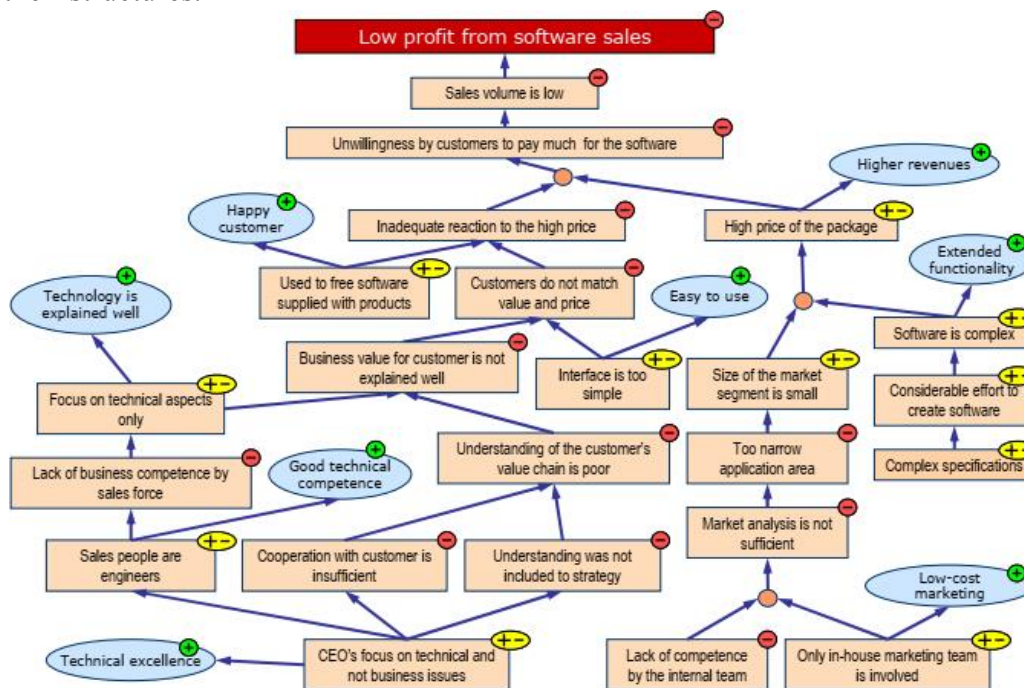 Low profit from software sales
Sales volume is low
Unwillingness by customers to pay much for the software
Higher revenues
Happy
customer
Inadequate reaction to the high price
High price of the package
Extended
functionality
Technology is
explained well
Used to free software
supplied with products
Customers do not match
value and price
Easy to use
Software is complex
Business value for customer is not
explained well
Interface is too
simple
Size of the market
segment is small
Considerable effort to
create software
Focus on technical aspects
only
Understanding of the customer's
value chain is poor
Too narrow
application area
Complex specifications
Lack of business competence by
sales force
Good technical
competence
Market analysis is not
sufficient
Sales people are
engineers
Cooperation with customer is
insufficient
Understanding was not
included to strategy
Low-cost
marketing
Technical excellence
CEO's focus on technical and
not business issues
Lack of competence
by the internal team
Only in-house marketing team
is involved